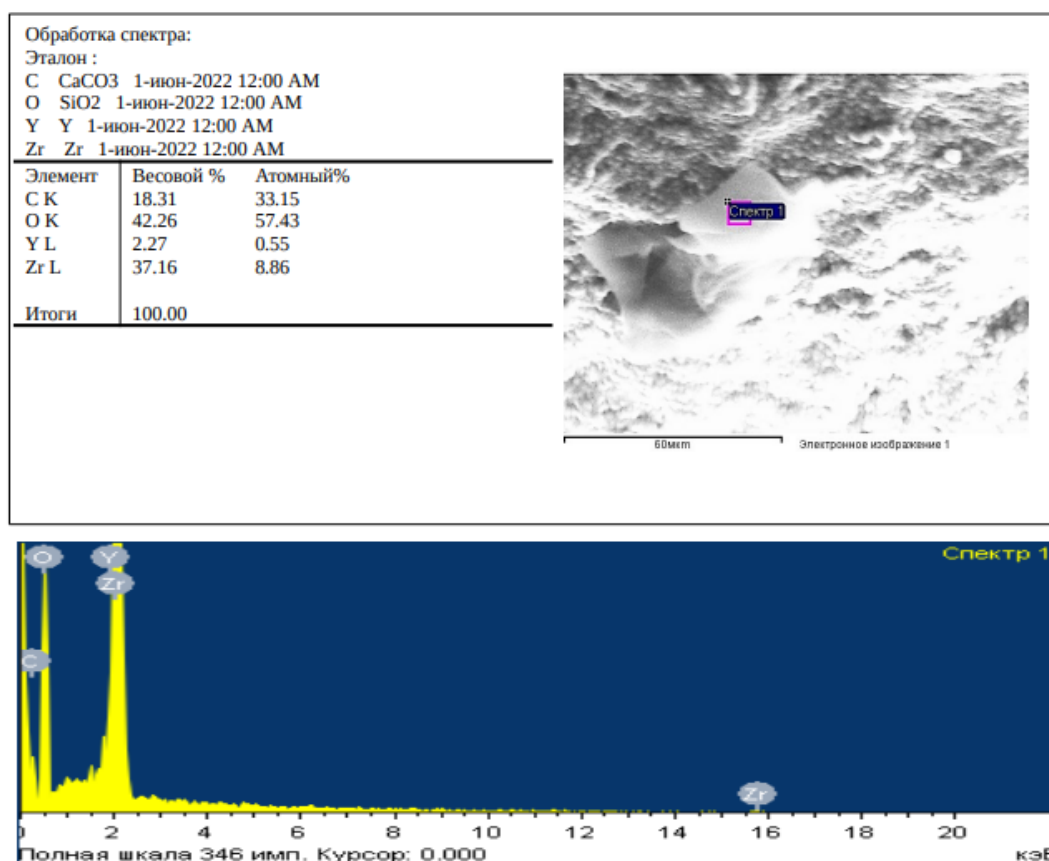 Обработка спектра:
Эталон :
C CaCO3 1-июн-2022 12:00 AM
O SiO2 1-июн-2022 12:00 AM
Y Y 1-июн-2022 12:00 AM
Zr Zr 1-июн-2022 12:00 AM
Элемент Весовой % Атомный%
C K 18.31 33.15
O K 42.26 57.43
Y L 2.27 0.55
Zr L 37.16 8.86
Итоги 100.00
Спектр 1
60мкm Электронное изображение 1
Спектр 1
O Y
Zr
C
Zr
0 2 4 6 8 10 12 14 16 18 20
Полная шкала 346 имп. Курсор: 0.000 кэВ